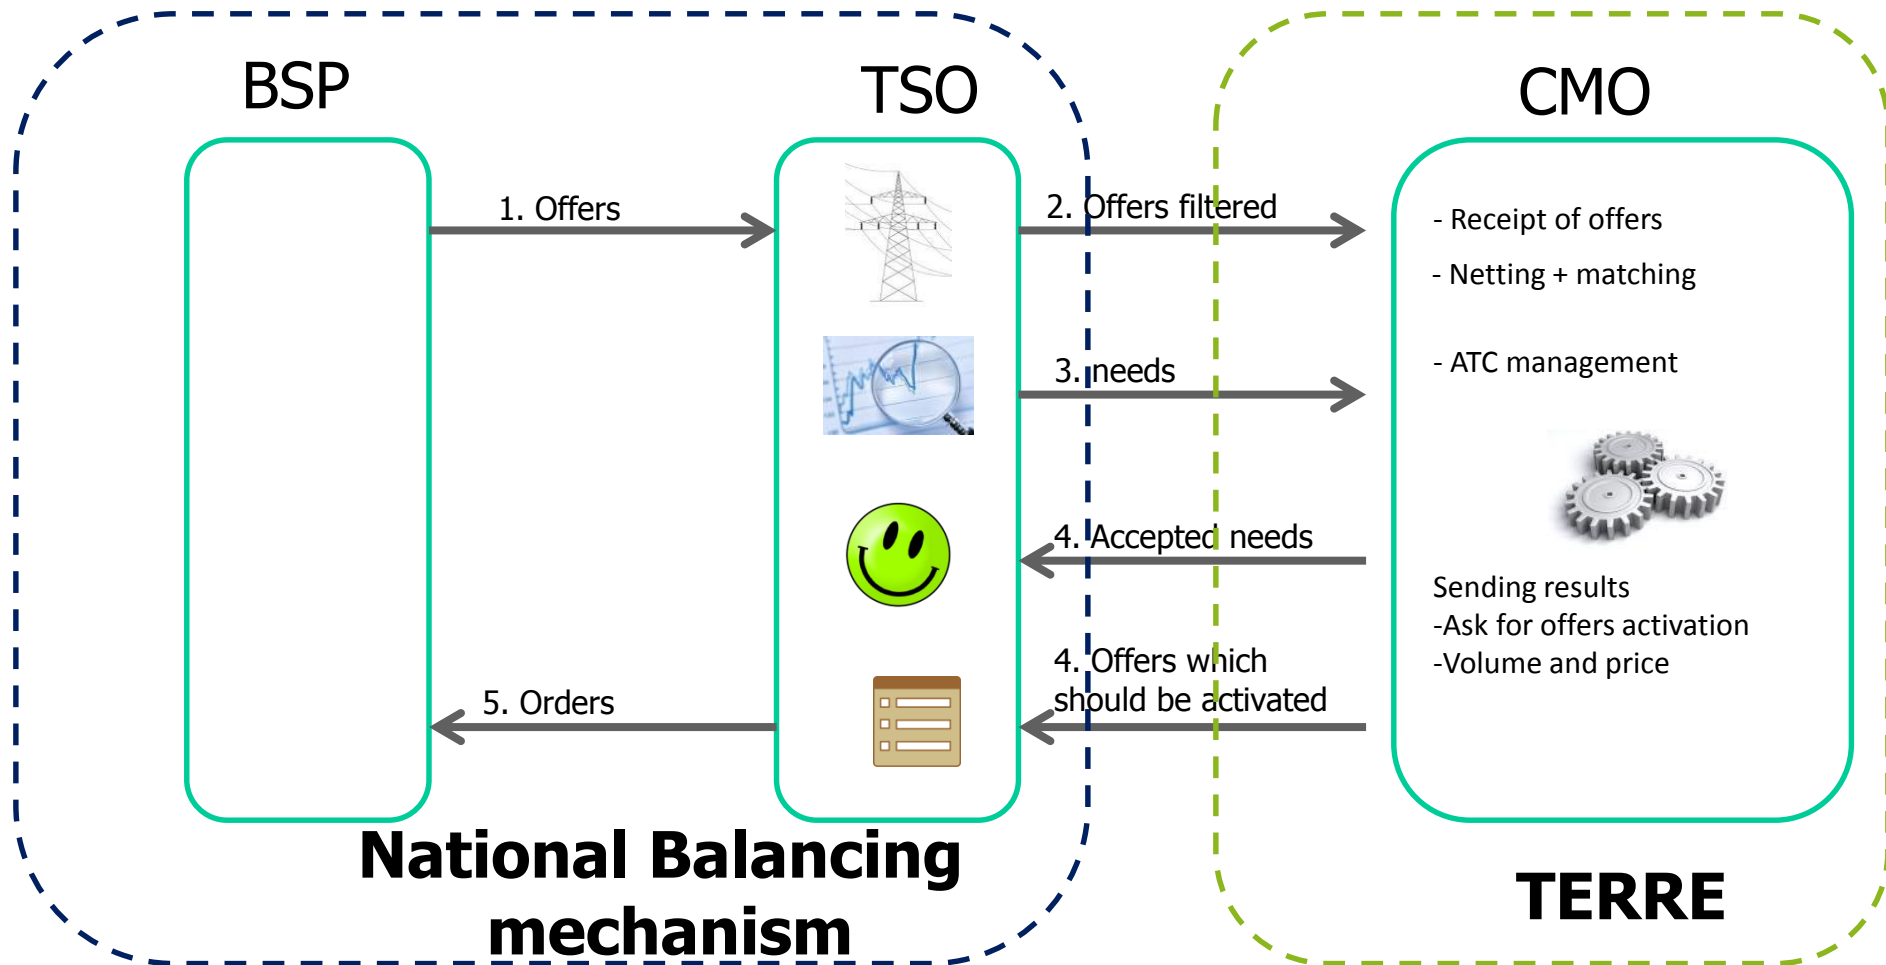 BSP
TSO
CMO
1. Offers
2. Offers filtered
- Receipt of offers
- Netting + matching
3. needs
- ATC management
4. Accepted needs
Sending results
-Ask for offers activation
-Volume and price
4. Offers which
should be activated
5. Orders
National Balancing
mechanism
TERRE